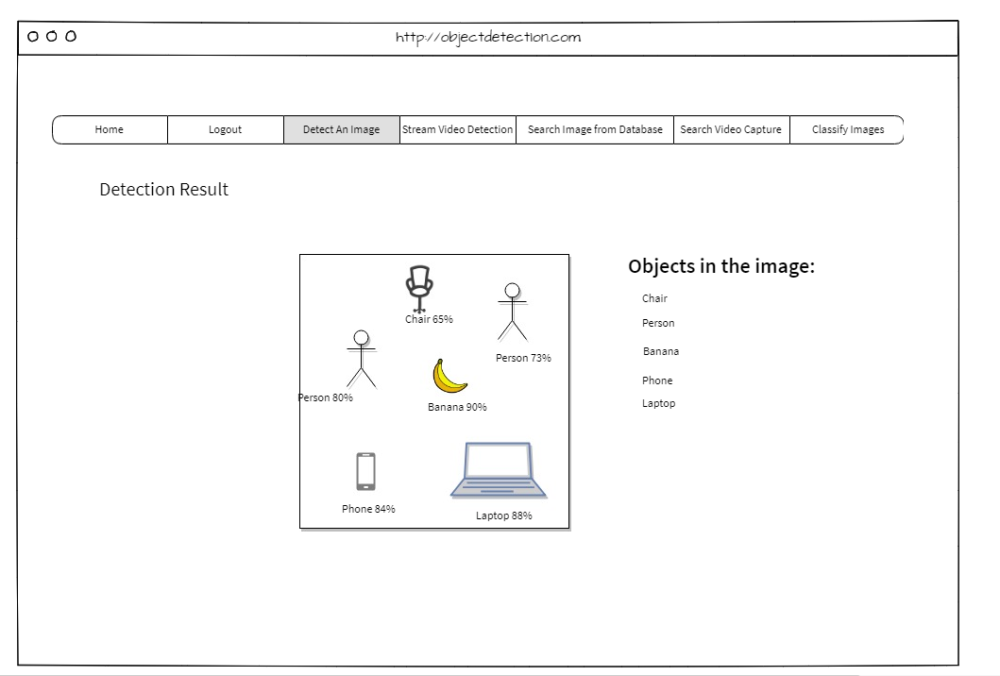 http://objectdetection.com
Home Logout Detect An Image Stream Video Detection Search Image from Database Search Video Capture Classify Images
Detection Result
Chair 65%
Person 73%
Person 80%
Banana 90%
Phone 84%
Laptop 88%
Objects in the image:
Chair
Person
Banana
Phone
Laptop